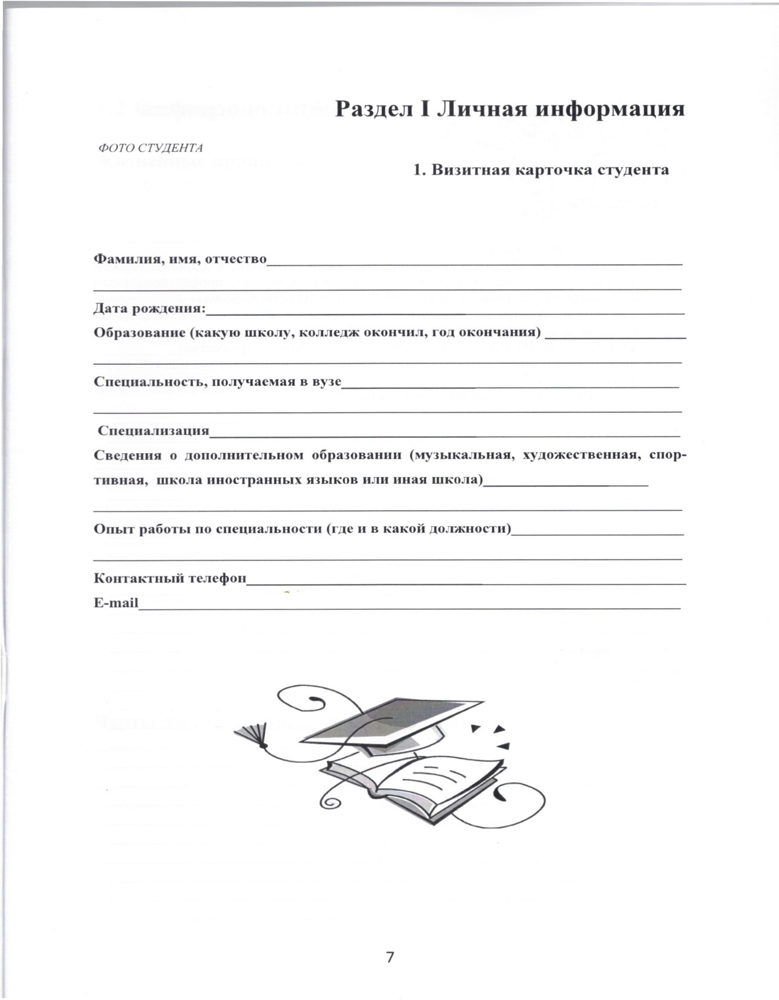 Раздел I Личная информация
ФОТО СТУДЕНТА
1. Визитная карточка студента
Фамилия, имя, отчество
Дата рождения:
Образование (какую школу, колледж окончил, год окончания)
Специальность, получаемая в вузе
Специализация
Сведения о дополнительном образовании (музыкальная, художественная, спор-
тивная, школа иностранных языков или иная школа)
Опыт работы по специальности (где и в какой должности)
Контактный телефон
E-mail
7